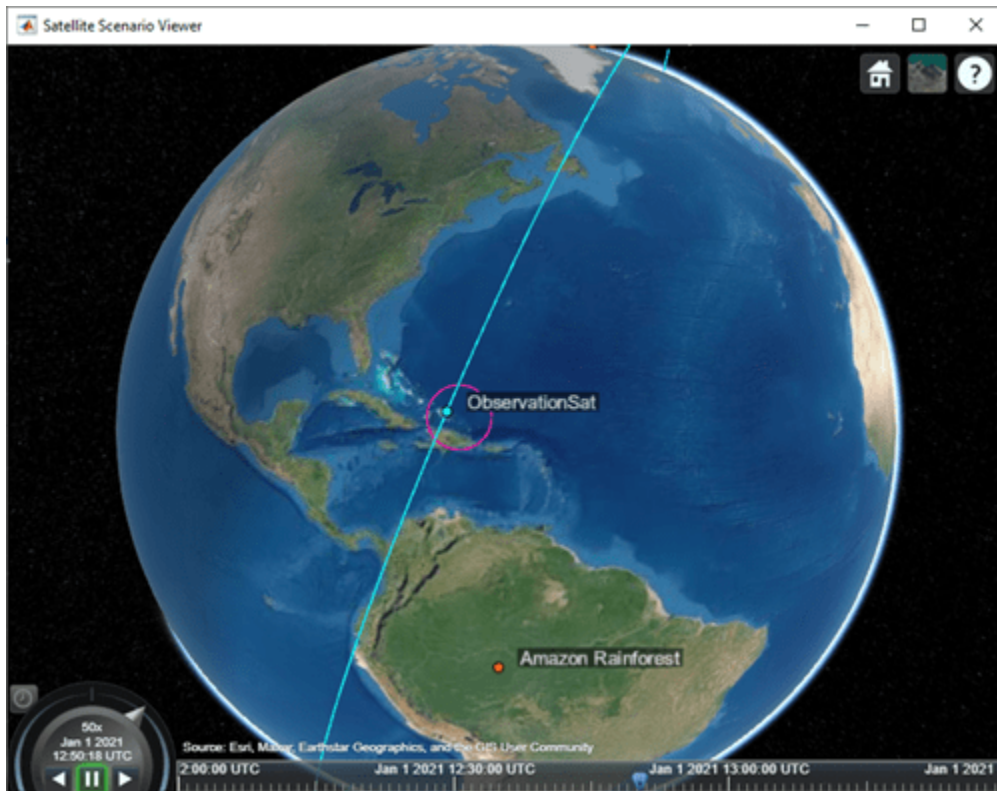 Satellite Scenario Viewer
?
ObservationSat
Amazon Rainforest
50x
Jan 1 2021
12:50:18 UTC
Source: Esri, Maxar, Earthstar Geographics, and the GIS User Community
2:00:00 UTC
Jan 1 2021 12:30:00 UTC
Jan 1 2021 13:00:00 UTC
Jan 1 2021